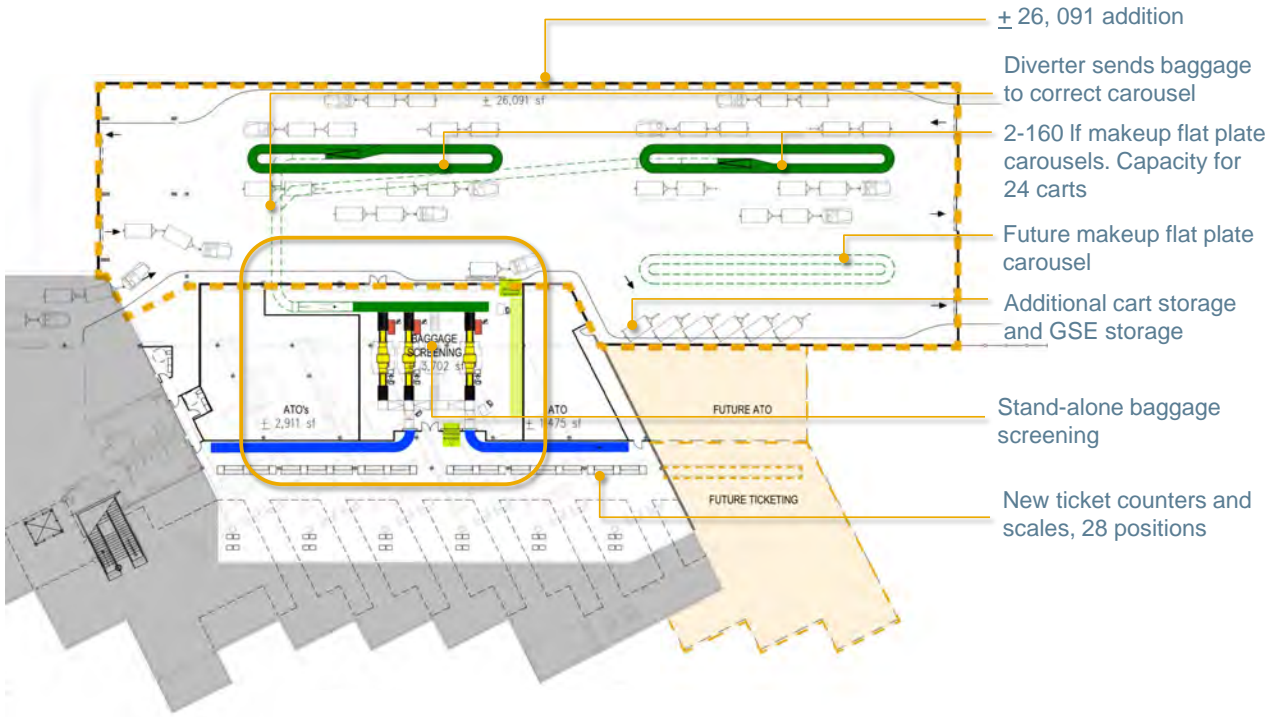 ± 26, 091 addition
Diverter sends baggage
to correct carousel
2-160 lf makeup flat plate
carousels. Capacity for
24 carts
Future makeup flat plate
carousel
Additional cart storage
and GSE storage
Stand-alone baggage
screening
New ticket counters and
scales, 28 positions
± 26,091 sf
BAGGAGE
SCREENING
3,702 sf
ATO's
± 2,911 sf
ATO
± 1,475 sf
FUTURE ATO
FUTURE TICKETING